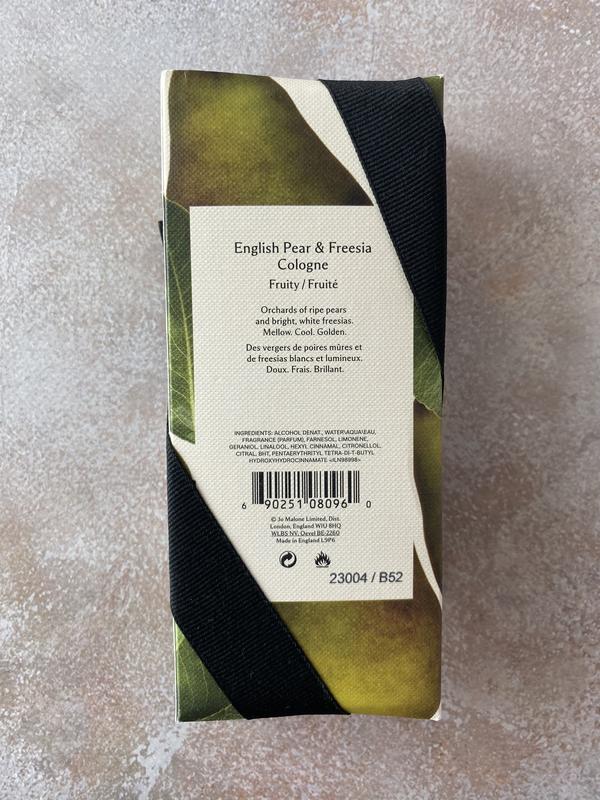 English Pear & Freesia
Cologne
Fruity / Fruité
Orchards of ripe pears
and bright, white freesias.
Mellow. Cool. Golden.
Des vergers de poires mûres et
de freesias blancs et lumineux.
Doux. Frais. Brillant.
INGREDIENTS: ALCOHOL DENAT., WATER\AQUA\EAU,
FRAGRANCE (PARFUM), FARNESOL, LIMONENE,
GERANIOL, LINALOOL, HEXYL CINNAMAL, CITRONELLOL,
CITRAL, BHT, PENTAERYTHRITYL TETRA-DI-T-BUTYL
HYDROXYHYDROCINNAMATE <ILN98998>
6 90251 08096 0
© Jo Malone Limited, Dist.
London, England W1U 8HQ
WLBS NV, Oevel BE-2260
Made in England L9P6
23004 / B52